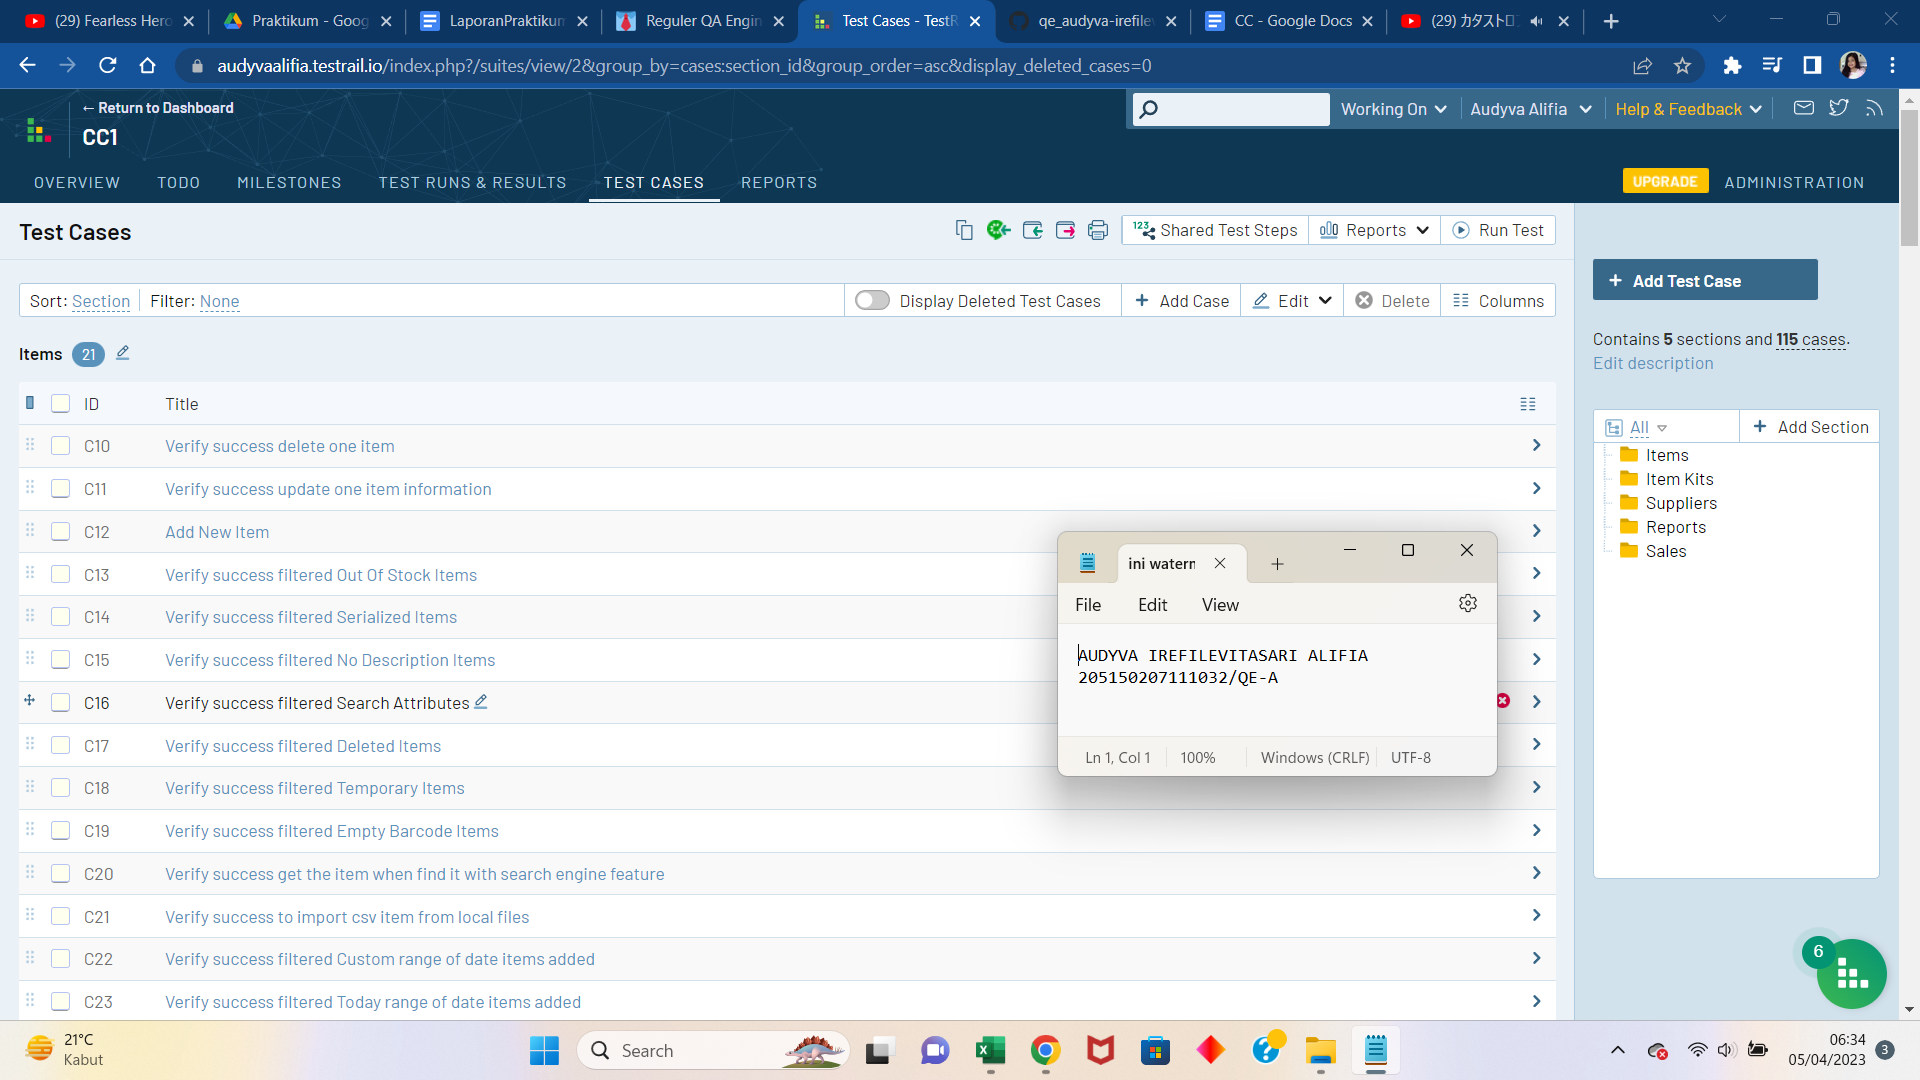 (29) Fearless Hero
Praktikum - Goog
LaporanPraktikum
Reguler QA Engin
Test Cases - TestR
qe_audyva-irefilev
CC - Google Docs
(29) カタストロ
audyvaalifia.testrail.io/index.php?/suites/view/2&group_by=cases:section_id&group_order=asc&display_deleted_cases=0
← Return to Dashboard
CC1
Working On
Audyva Alifia
Help & Feedback
OVERVIEW
TODO
MILESTONES
TEST RUNS & RESULTS
TEST CASES
REPORTS
UPGRADE
ADMINISTRATION
Test Cases
Shared Test Steps
Reports
Run Test
Sort: Section
Filter: None
Display Deleted Test Cases
Add Case
Edit
Delete
Columns
Items 21
ID Title
C10 Verify success delete one item
C11 Verify success update one item information
C12 Add New Item
C13 Verify success filtered Out Of Stock Items
C14 Verify success filtered Serialized Items
C15 Verify success filtered No Description Items
C16 Verify success filtered Search Attributes
C17 Verify success filtered Deleted Items
C18 Verify success filtered Temporary Items
C19 Verify success filtered Empty Barcode Items
C20 Verify success get the item when find it with search engine feature
C21 Verify success to import csv item from local files
C22 Verify success filtered Custom range of date items added
C23 Verify success filtered Today range of date items added
+ Add Test Case
Contains 5 sections and 115 cases.
Edit description
All
+ Add Section
Items
Item Kits
Suppliers
Reports
Sales
6
ini waterm
File Edit View
AUDYVA IREFILEVITASARI ALIFIA
205150207111032/QE-A
Ln 1, Col 1
100%
Windows (CRLF)
UTF-8
21°C
Kabut
Search
06:34
05/04/2023
3